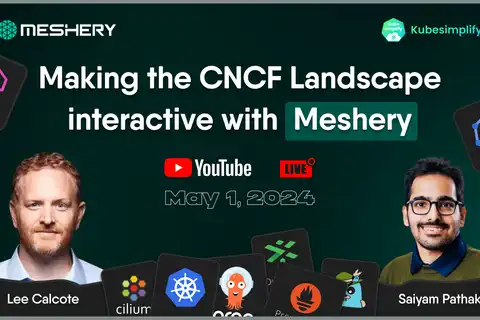 MESHERY
Kubesimplify
Making the CNCF Landscape
interactive with Meshery
YouTube
LIVE
May 1, 2024
Lee Calcote
Saiyam Pathak
cilium